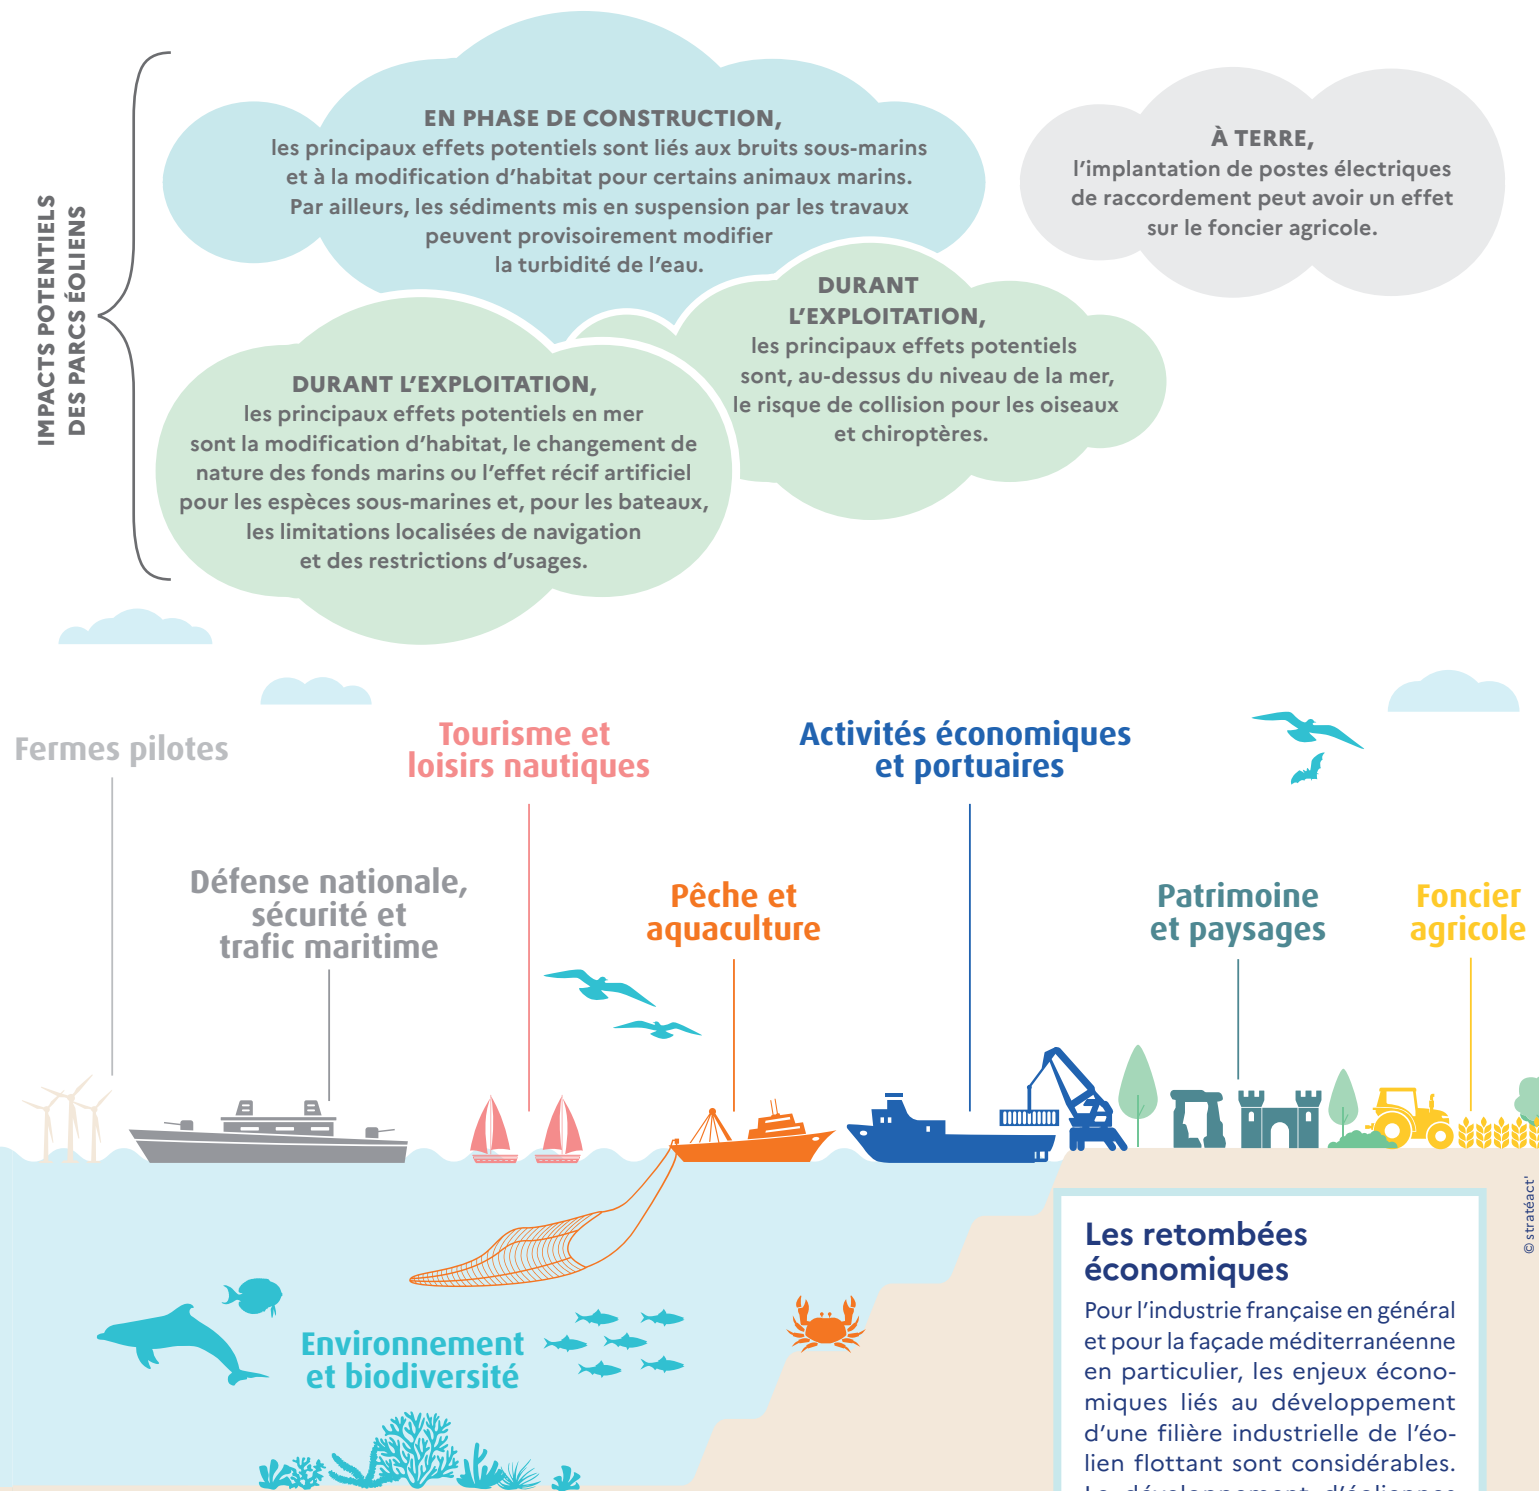 IMPACTS POTENTIELS
DES PARCS ÉOLIENS
EN PHASE DE CONSTRUCTION,
les principaux effets potentiels sont liés aux bruits sous-marins
et à la modification d'habitat pour certains animaux marins.
Par ailleurs, les sédiments mis en suspension par les travaux
peuvent provisoirement modifier
la turbidité de l'eau.
À TERRE,
l'implantation de postes électriques
de raccordement peut avoir un effet
sur le foncier agricole.
DURANT
L'EXPLOITATION,
les principaux effets potentiels
sont, au-dessus du niveau de la mer,
le risque de collision pour les oiseaux
et chiroptères.
DURANT L'EXPLOITATION,
les principaux effets potentiels en mer
sont la modification d'habitat, le changement de
nature des fonds marins ou l'effet récif artificiel
pour les espèces sous-marines et, pour les bateaux,
les limitations localisées de navigation
et des restrictions d'usages.
Fermes pilotes
Tourisme et
loisirs nautiques
Activités économiques
et portuaires
Défense nationale,
sécurité et
trafic maritime
Pêche et
aquaculture
Patrimoine
et paysages
Foncier
agricole
Environnement
et biodiversité
© stratéact'
Les retombées
économiques
Pour l'industrie française en général
et pour la façade méditerranéenne
en particulier, les enjeux écono-
miques liés au développement
d'une filière industrielle de l'éo-
lien flottant sont considérables.
Le développement d'éoliennes